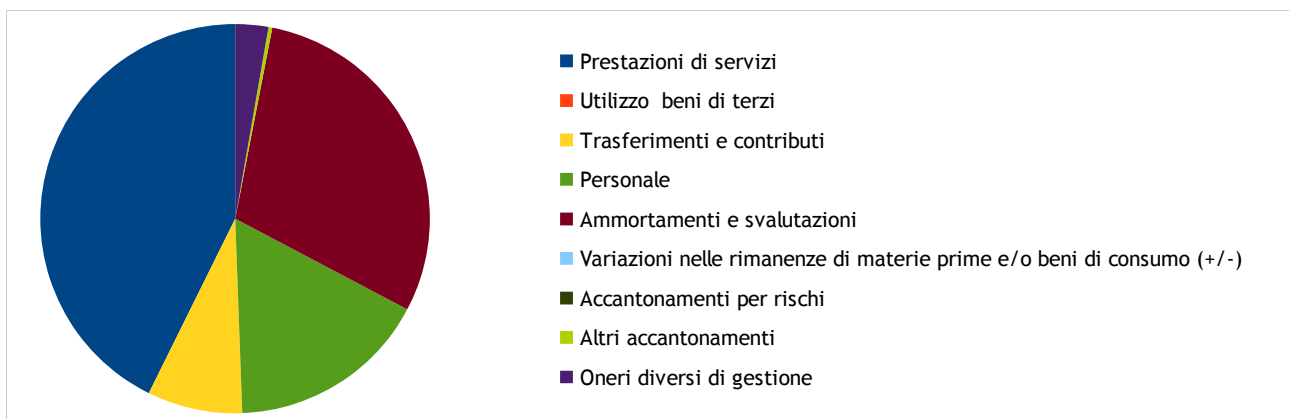 Prestazioni di servizi
Utilizzo beni di terzi
Trasferimenti e contributi
Personale
Ammortamenti e svalutazioni
Variazioni nelle rimanenze di materie prime e/o beni di consumo (+/-)
Accantonamenti per rischi
Altri accantonamenti
Oneri diversi di gestione